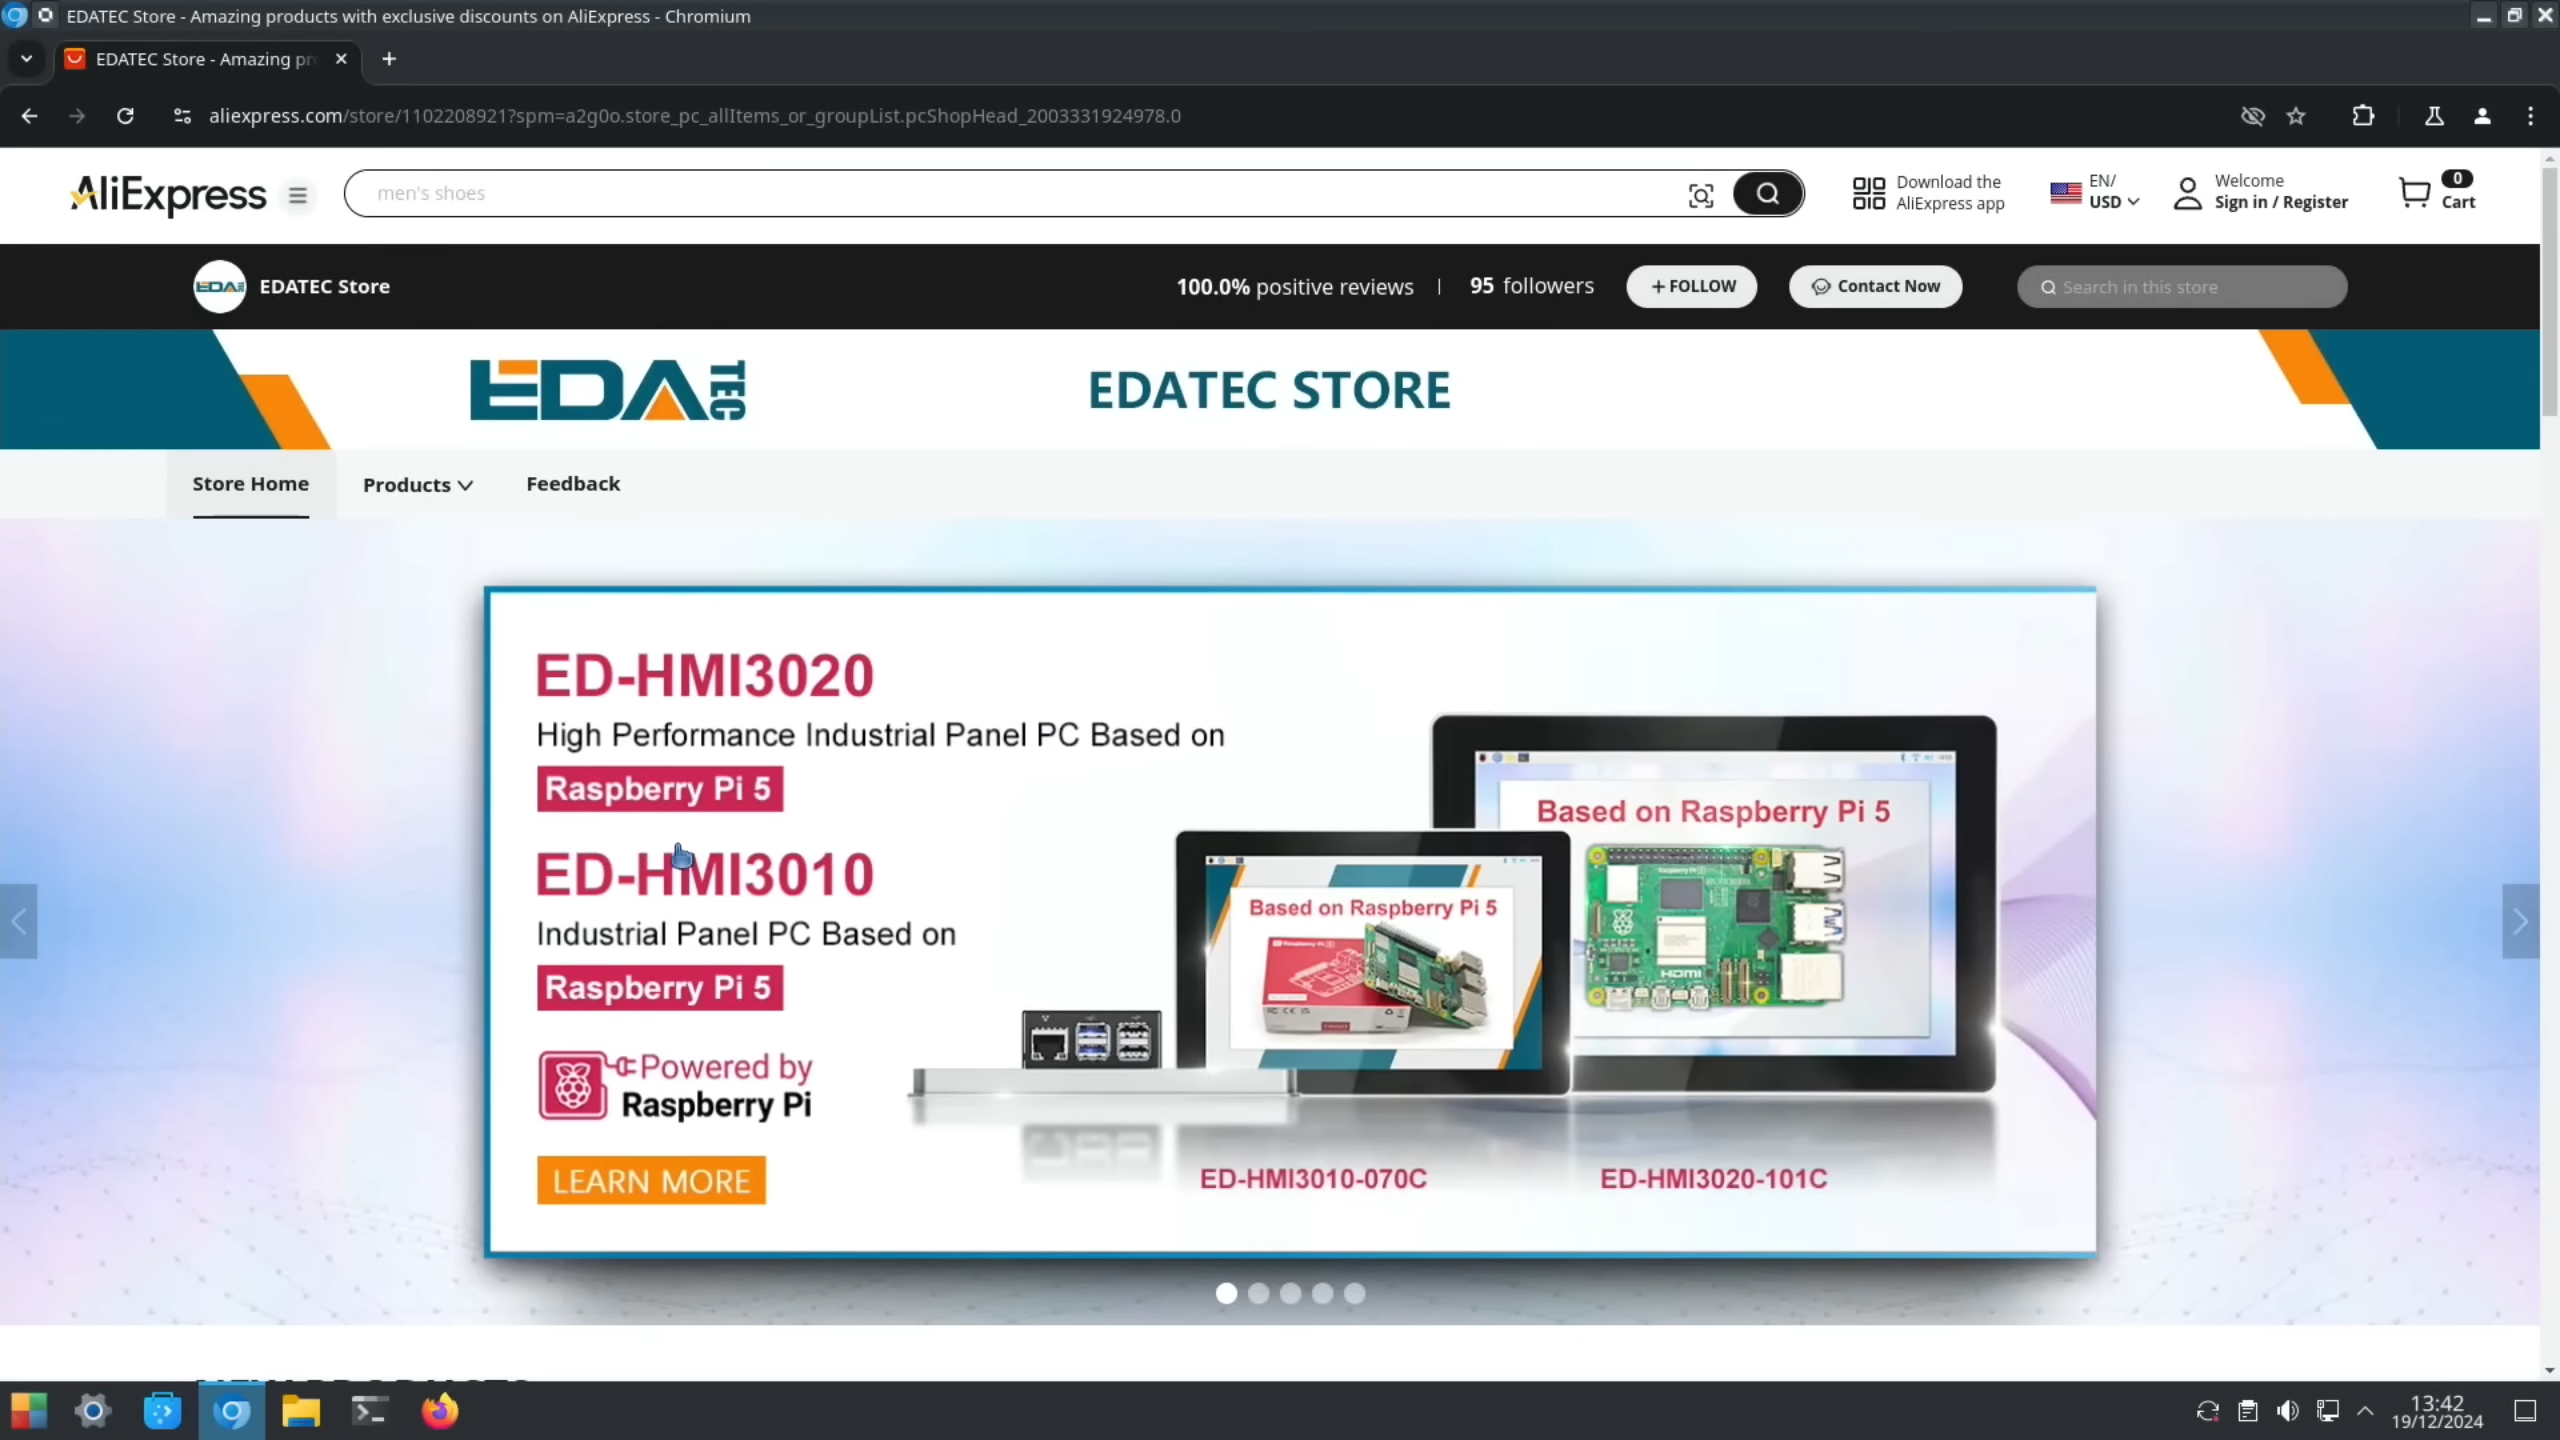 EDATEC Store - Amazing products with exclusive discounts on AliExpress - Chromium
EDATEC Store - Amazing pr
aliexpress.com/store/1102208921?spm=a2g0o.store_pc_allItems_or_groupList.pcShopHead_2003331924978.0
AliExpress
men's shoes
Download the
AliExpress app
EN/
USD
Welcome
Sign in / Register
0
Cart
EDATEC
EDATEC Store
100.0% positive reviews
95 followers
+ FOLLOW
Contact Now
Search in this store
EDATEC
EDATEC STORE
Store Home
Products
Feedback
ED-HMI3020
High Performance Industrial Panel PC Based on
Raspberry Pi 5
ED-HMI3010
Industrial Panel PC Based on
Raspberry Pi 5
Powered by
Raspberry Pi
LEARN MORE
Based on Raspberry Pi 5
HDMI
Based on Raspberry Pi 5
ED-HMI3010-070C
ED-HMI3020-101C
13:42
19/12/2024